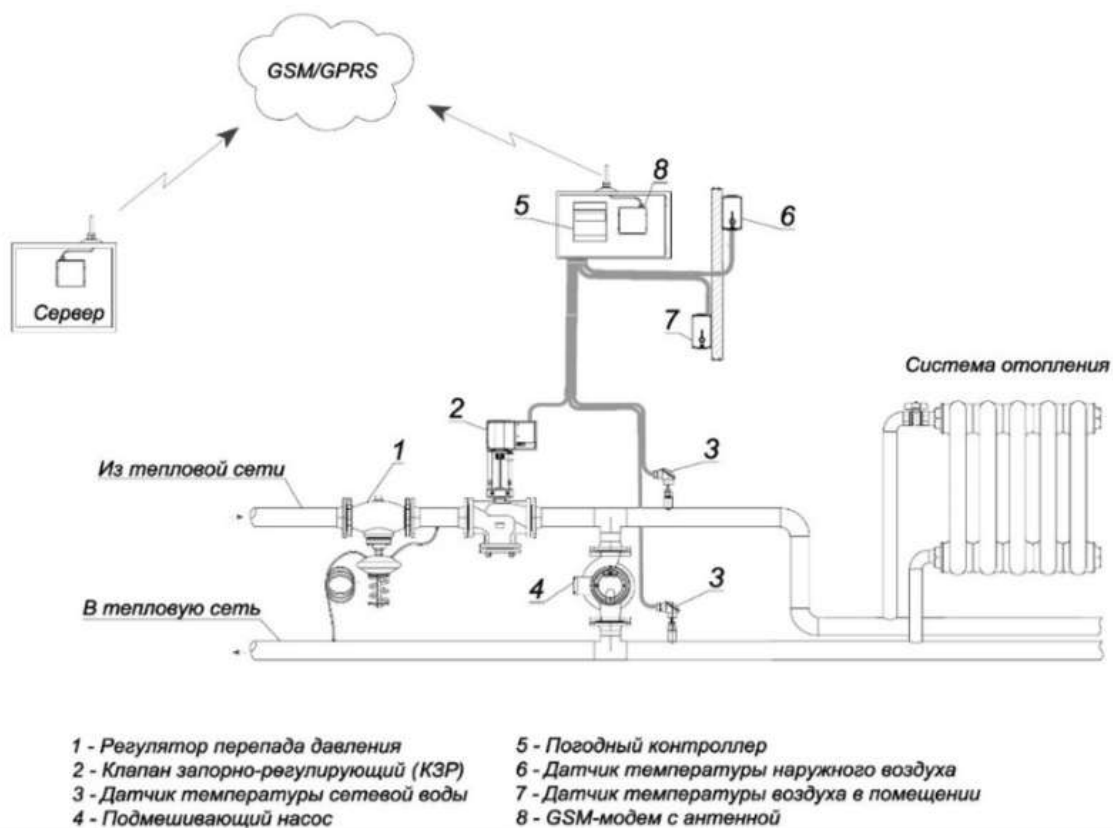 GSM/GPRS
8
5
6
Сервер
7
Система отопления
2
1
3
Из тепловой сети
4
3
В тепловую сеть
1 - Регулятор перепада давления
2 - Клапан запорно-регулирующий (КЗР)
3 - Датчик температуры сетевой воды
4 - Подмешивающий насос
5 - Погодный контроллер
6 - Датчик температуры наружного воздуха
7 - Датчик температуры воздуха в помещении
8 - GSM-модем с антенной